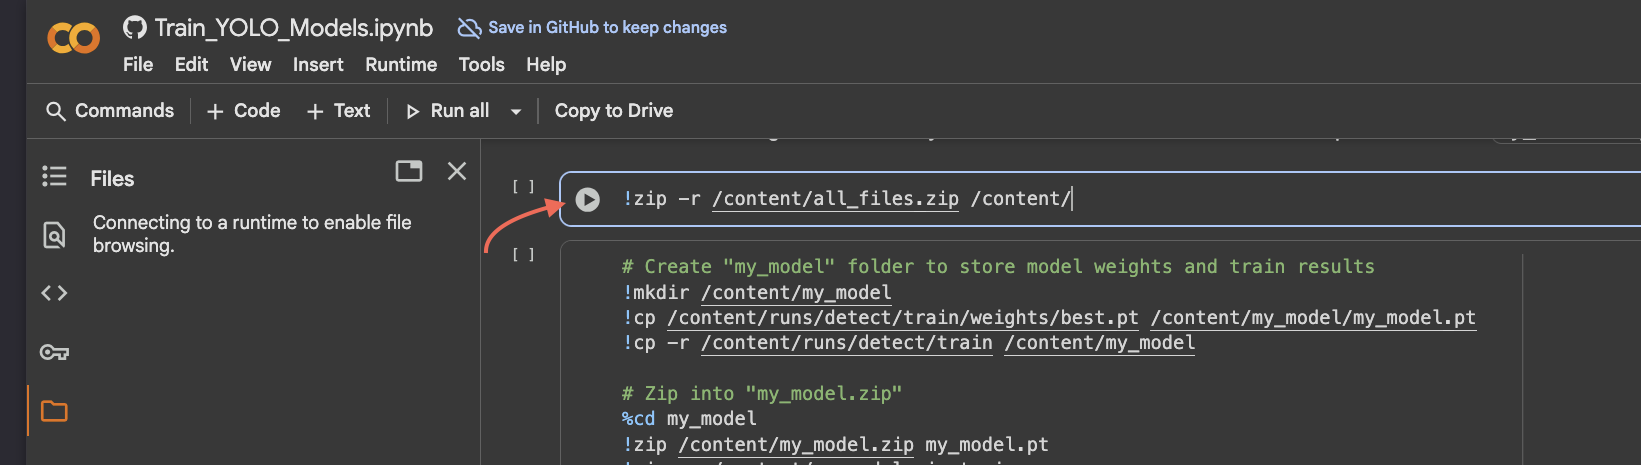 Train_YOLO_Models.ipynb Save in GitHub to keep changes
File Edit View Insert Runtime Tools Help
Commands + Code + Text Run all Copy to Drive
Files
Connecting to a runtime to enable file
browsing.
[ ] !zip -r /content/all_files.zip /content/
[ ]
# Create "my_model" folder to store model weights and train results
!mkdir /content/my_model
!cp /content/runs/detect/train/weights/best.pt /content/my_model/my_model.pt
!cp -r /content/runs/detect/train /content/my_model
# Zip into "my_model.zip"
%cd my_model
!zip /content/my_model.zip my_model.pt